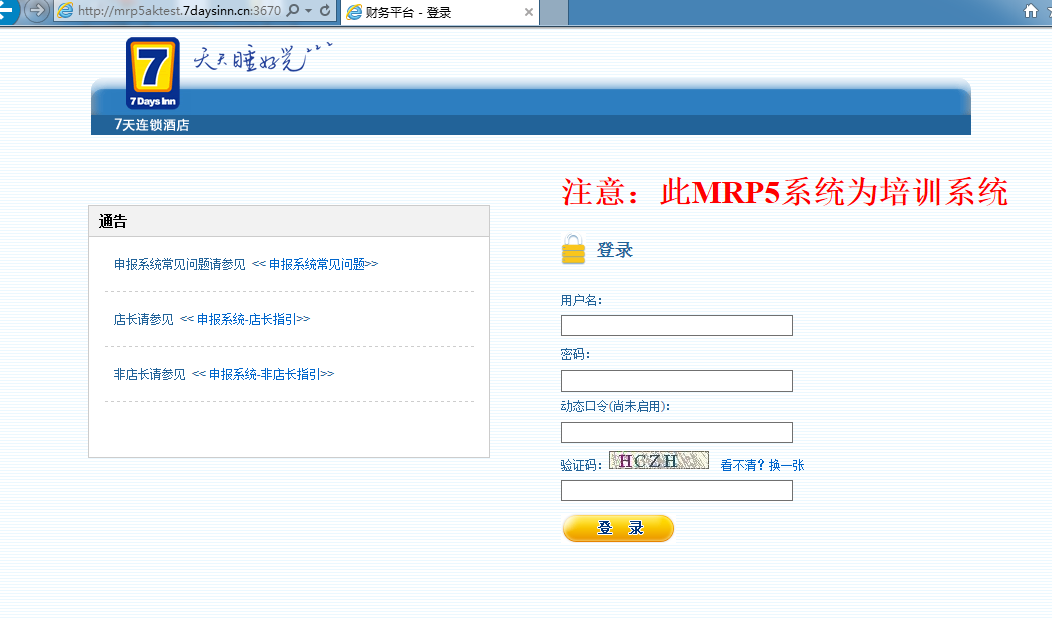 http://mrp5aktest.7daysinn.cn:3670
财务平台 - 登录
7
7 Days Inn
天天睡好觉
7天连锁酒店
注意：此MRP5系统为培训系统
通告
申报系统常见问题请参见 << 申报系统常见问题>>
店长请参见 << 申报系统-店长指引>>
非店长请参见 << 申报系统-非店长指引>>
登录
用户名：
密码：
动态口令(尚未启用)：
验证码： HCZH 看不清？换一张
登 录